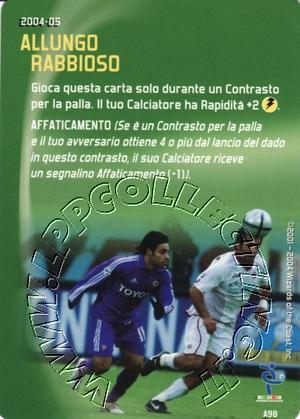 2004-05
ALLUNGO
RABBIOSO
Gioca questa carta solo durante un Contrasto
per la palla. Il tuo Calciatore ha Rapidità +2
AFFATICAMENTO (Se è un Contrasto per la palla
e il tuo avversario ottiene 4 o più dal lancio del dado
in questo contrasto, il suo Calciatore riceve
un segnalino Affaticamento (-1)).
WWW.LPPCOLLECTING.IT
©2001 - 2004 Wizards of the Coast Inc.
TOYOTA
A98